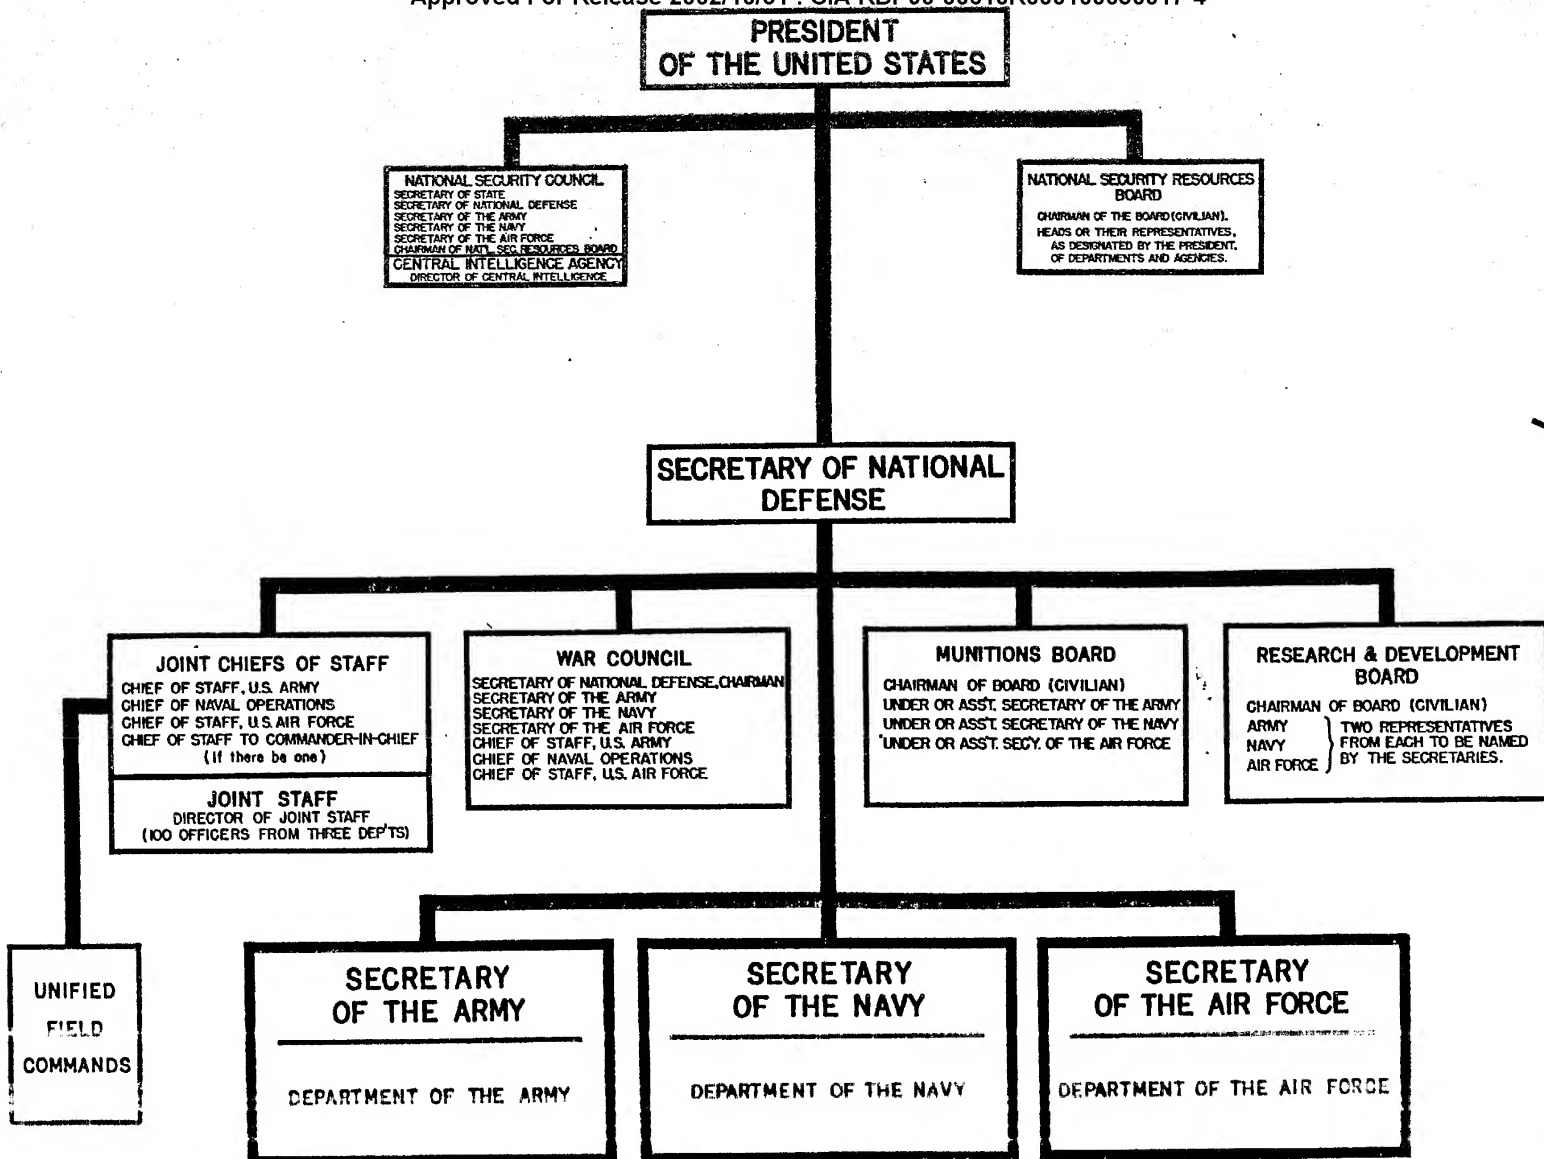 PRESIDENT
OF THE UNITED STATES
NATIONAL SECURITY COUNCIL
SECRETARY OF STATE
SECRETARY OF NATIONAL DEFENSE
SECRETARY OF THE ARMY
SECRETARY OF THE NAVY
SECRETARY OF THE AIR FORCE
CHAIRMAN OF NAT'L. SEC. RESOURCES BOARD
CENTRAL INTELLIGENCE AGENCY
DIRECTOR OF CENTRAL INTELLIGENCE
NATIONAL SECURITY RESOURCES
BOARD
CHAIRMAN OF THE BOARD (CIVILIAN).
HEADS OR THEIR REPRESENTATIVES,
AS DESIGNATED BY THE PRESIDENT,
OF DEPARTMENTS AND AGENCIES.
SECRETARY OF NATIONAL
DEFENSE
JOINT CHIEFS OF STAFF
CHIEF OF STAFF, U.S. ARMY
CHIEF OF NAVAL OPERATIONS
CHIEF OF STAFF, U.S. AIR FORCE
CHIEF OF STAFF TO COMMANDER-IN-CHIEF
(if there be one)
JOINT STAFF
DIRECTOR OF JOINT STAFF
(100 OFFICERS FROM THREE DEP'TS)
WAR COUNCIL
SECRETARY OF NATIONAL DEFENSE, CHAIRMAN
SECRETARY OF THE ARMY
SECRETARY OF THE NAVY
SECRETARY OF THE AIR FORCE
CHIEF OF STAFF, U.S. ARMY
CHIEF OF NAVAL OPERATIONS
CHIEF OF STAFF, U.S. AIR FORCE
MUNITIONS BOARD
CHAIRMAN OF BOARD (CIVILIAN)
UNDER OR ASS'T. SECRETARY OF THE ARMY
UNDER OR ASS'T. SECRETARY OF THE NAVY
UNDER OR ASS'T. SECY. OF THE AIR FORCE
RESEARCH & DEVELOPMENT
BOARD
CHAIRMAN OF BOARD (CIVILIAN)
ARMY
NAVY
AIR FORCE
TWO REPRESENTATIVES
FROM EACH TO BE NAMED
BY THE SECRETARIES.
UNIFIED
FIELD
COMMANDS
SECRETARY
OF THE ARMY
DEPARTMENT OF THE ARMY
SECRETARY
OF THE NAVY
DEPARTMENT OF THE NAVY
SECRETARY
OF THE AIR FORCE
DEPARTMENT OF THE AIR FORCE